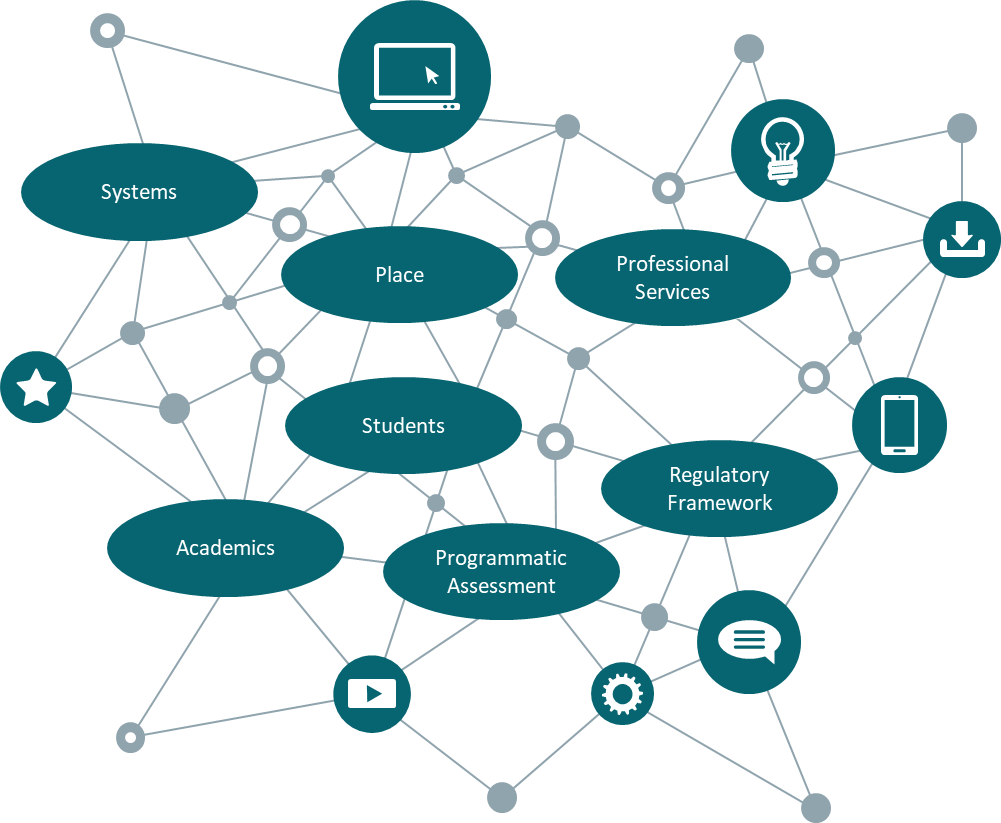 Systems
Place
Professional
Services
Students
Regulatory
Framework
Academics
Programmatic
Assessment